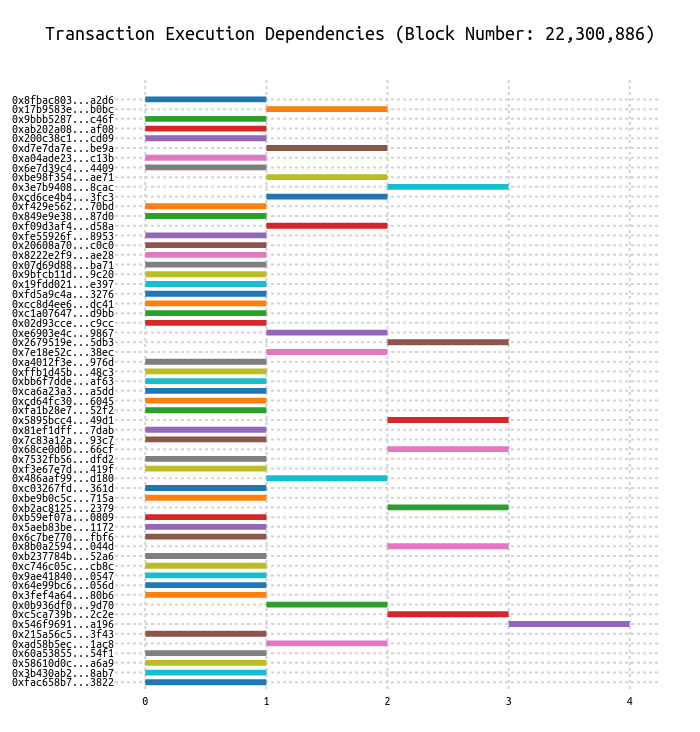 Transaction Execution Dependencies (Block Number: 22,300,886)
0x8fbac803...a2d6
0x17b9583e...b0bc
0x9bbb5287...c46f
0xab202a08...af08
0x200c38c1...cd09
0xd7e7da7e...be9a
0xa04ade23...c13b
0x6e7d39c4...4409
0xbe98f354...ae71
0x3e7b9408...8cac
0xcd6ce4b4...3fc3
0xf429e562...70bd
0x849e9e38...87d0
0xf09d3af4...d58a
0xfe55926f...8953
0x20608a70...c0c0
0x8222e2f9...ae28
0x07d69d88...ba71
0x9bfcb11d...9c20
0x19fdd021...e397
0xfd5a9c4a...3276
0xcc8d4ee6...dc41
0xc1a07647...d9bb
0x02d93cce...c9cc
0xe6903e4c...9867
0x2679519e...5db3
0x7e18e52c...38ec
0xa4012f3e...976d
0xffb1d45b...48c3
0xbb6f7dde...af63
0xca6a23a3...a5dd
0xcd64fc30...6045
0xfa1b28e7...52f2
0x5895bcc4...49d1
0x81ef1dff...7dab
0x7c83a12a...93c7
0x68ce0d0b...66cf
0x7532fb56...dfd2
0xf3e67e7d...419f
0x486aaf99...d180
0xc03267fd...361d
0xbe9b0c5c...715a
0xb2ac8125...2379
0xb59ef07a...0809
0x5aeb83be...1172
0x6c7be770...fbf6
0x8b0a2594...044d
0xb237784b...52a6
0xc746c05c...cb8c
0x9ae41840...0547
0x64e99bc6...056d
0x3fef4a64...80b6
0x0b936df0...9d70
0xc5ca739b...2c2e
0x546f9691...a196
0x215a56c5...3f43
0xad58b5ec...1ac8
0x60a53855...54f1
0x58610d0c...a6a9
0x3b430ab2...8ab7
0xfac658b7...3822
0 1 2 3 4